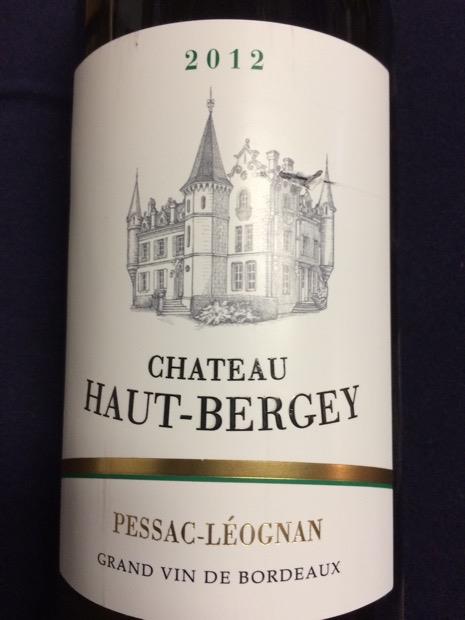 2012
CHATEAU
HAUT-BERGEY
PESSAC-LÉOGNAN
GRAND VIN DE BORDEAUX